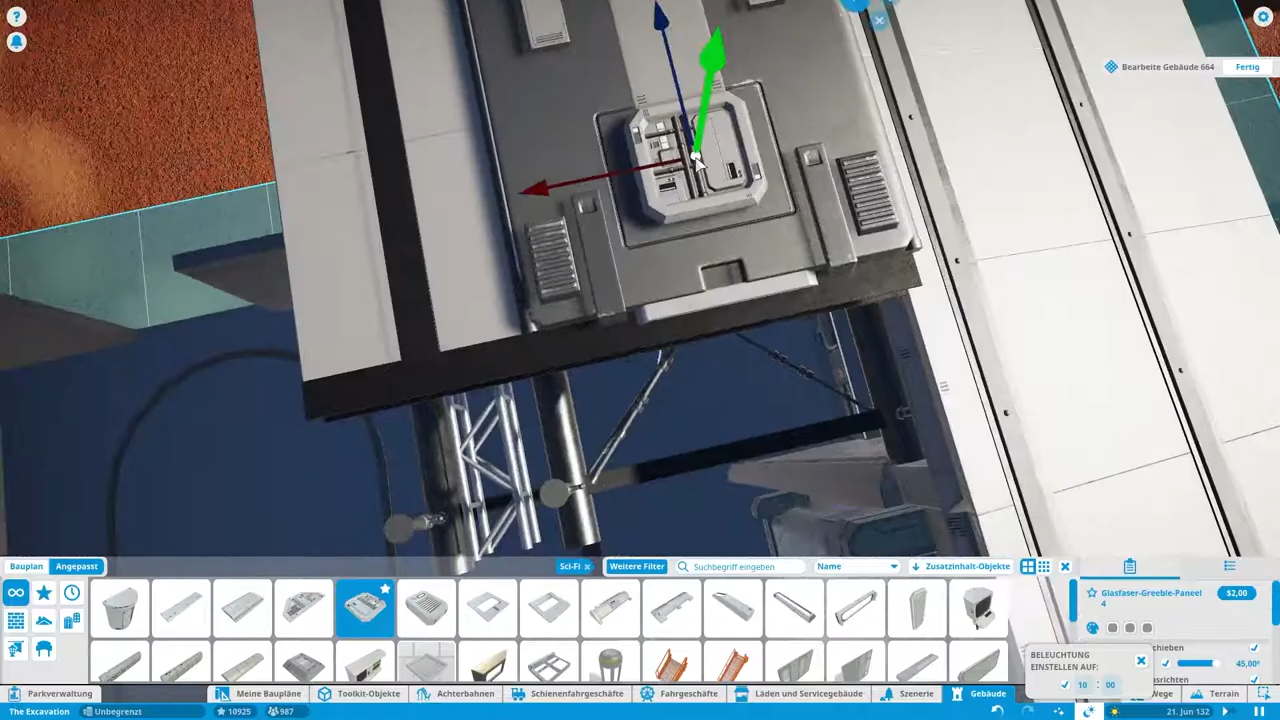 ?
Bearbeite Gebäude 664
Fertig
Bauplan
Angepasst
Sci-Fi ×
Weitere Filter
Suchbegriff eingeben
Name
Zusatzinhalt-Objekte
Glasfaser-Greeble-Paneel 4
$2,00
schieben
45,00°
BELEUCHTUNG EINSTELLEN AUF:
10 : 00
Parkverwaltung
Meine Baupläne
Toolkit-Objekte
Achterbahnen
Schienenfahrgeschäfte
Fahrgeschäfte
Läden und Servicegebäude
Szenerie
Gebäude
Wege
Terrain
The Excavation
Unbegrenzt
10925
987
21. Jun 132